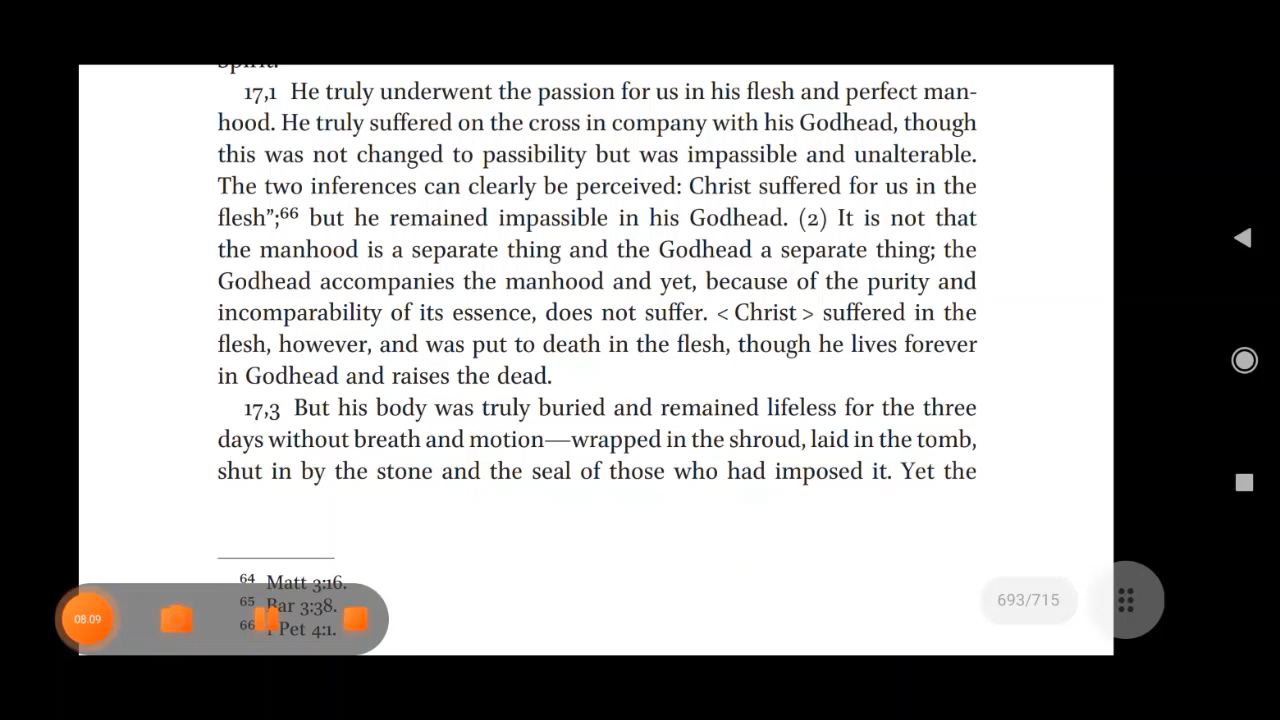 Spirit.
17,1 He truly underwent the passion for us in his flesh and perfect man-
hood. He truly suffered on the cross in company with his Godhead, though
this was not changed to passibility but was impassible and unalterable.
The two inferences can clearly be perceived: Christ suffered for us in the
flesh”;66 but he remained impassible in his Godhead. (2) It is not that
the manhood is a separate thing and the Godhead a separate thing; the
Godhead accompanies the manhood and yet, because of the purity and
incomparability of its essence, does not suffer. < Christ > suffered in the
flesh, however, and was put to death in the flesh, though he lives forever
in Godhead and raises the dead.
17,3 But his body was truly buried and remained lifeless for the three
days without breath and motion—wrapped in the shroud, laid in the tomb,
shut in by the stone and the seal of those who had imposed it. Yet the
64 Matt 3:16.
65 Bar 3:38.
66 1 Pet 4:1.
08.09
693/715